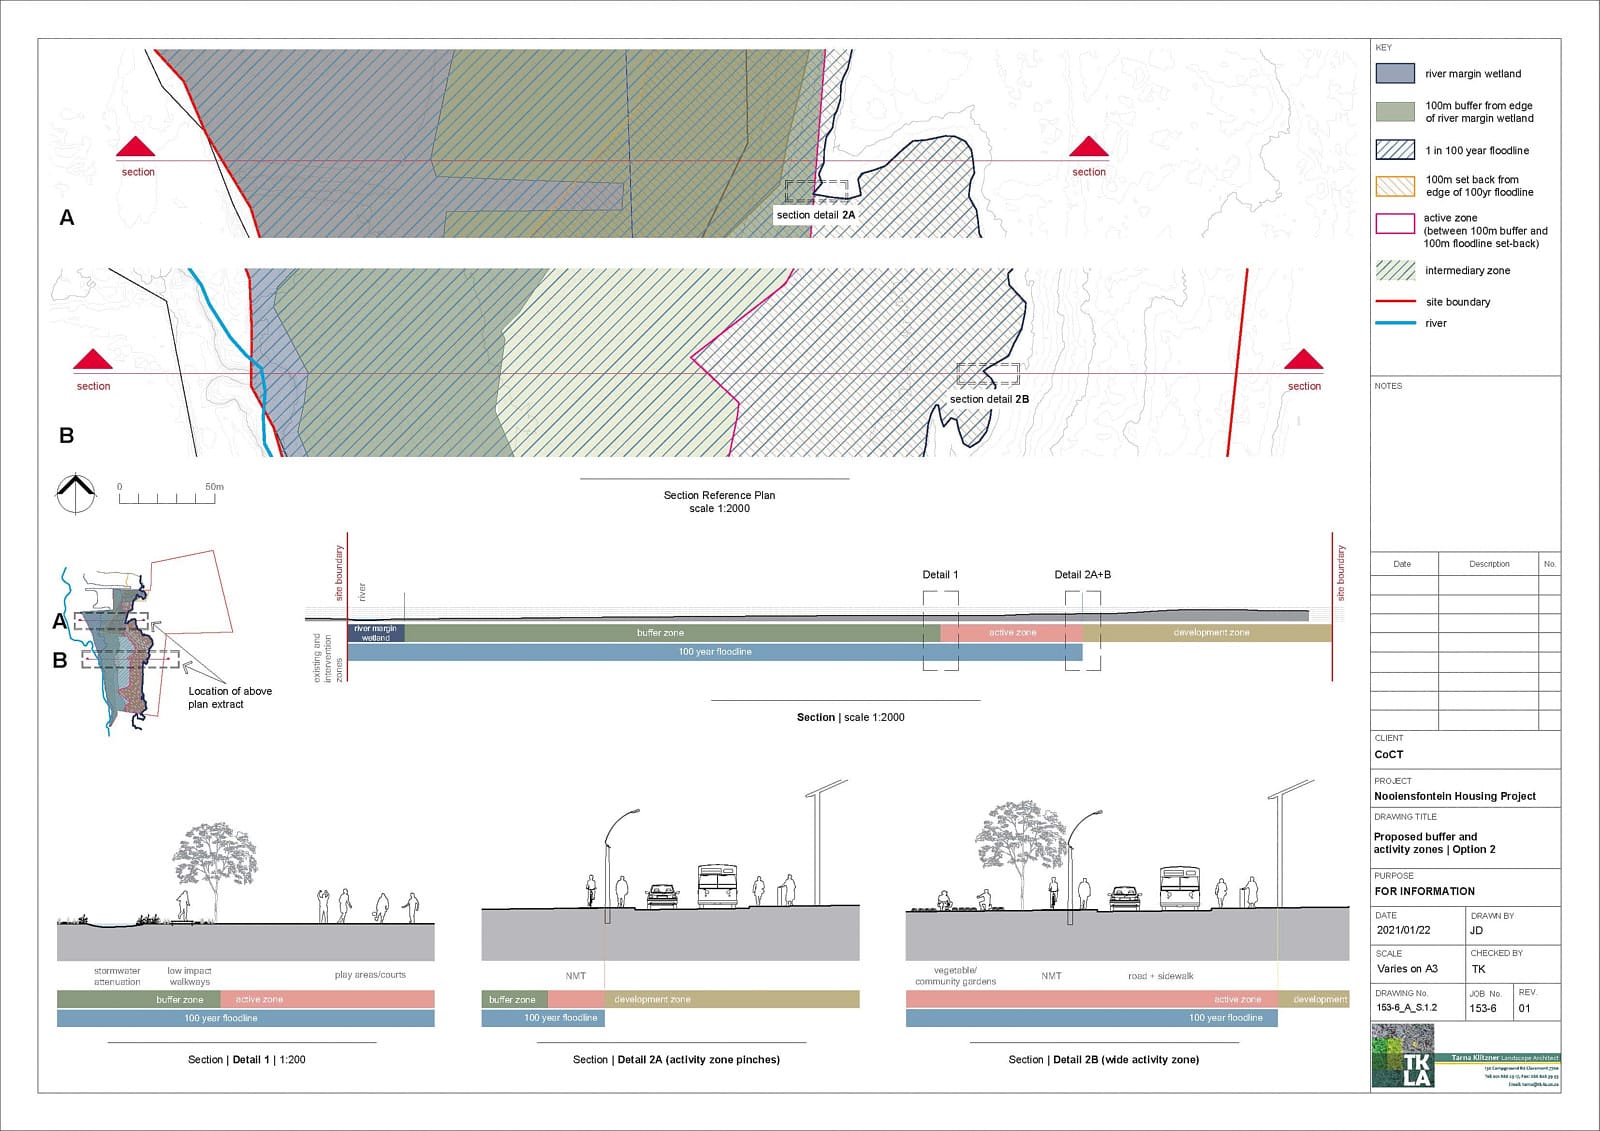 section
section
section detail 2A
A
section
section
section detail 2B
B
0
50m
Section Reference Plan
scale 1:2000
A
B
Location of above
plan extract
site boundary
river
existing and
intervention
zones
river margin
wetland
buffer zone
active zone
development zone
100 year floodline
Detail 1
Detail 2A+B
site boundary
Section | scale 1:2000
stormwater
attenuation
low impact
walkways
play areas/courts
buffer zone
active zone
100 year floodline
Section | Detail 1 | 1:200
NMT
buffer zone
development zone
100 year floodline
Section | Detail 2A (activity zone pinches)
vegetable/
community gardens
NMT
road + sidewalk
active zone
development
100 year floodline
Section | Detail 2B (wide activity zone)
KEY
river margin wetland
100m buffer from edge
of river margin wetland
1 in 100 year floodline
100m set back from
edge of 100yr floodline
active zone
(between 100m buffer and
100m floodline set-back)
intermediary zone
site boundary
river
NOTES
Date
Description
No.
CLIENT
CoCT
PROJECT
Nooiensfontein Housing Project
DRAWING TITLE
Proposed buffer and
activity zones | Option 2
PURPOSE
FOR INFORMATION
DATE
2021/01/22
DRAWN BY
JD
SCALE
Varies on A3
CHECKED BY
TK
DRAWING No.
153-6_A_S.1.2
JOB No.
153-6
REV.
01
TK
LA
Tarna Klitzner Landscape Architect